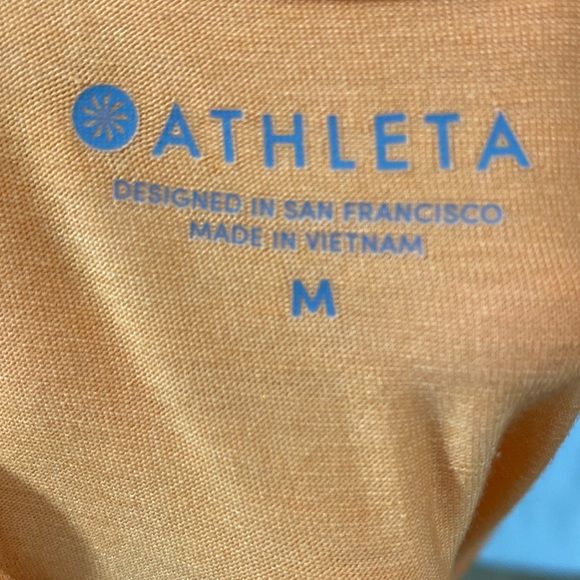 ATHLETA
DESIGNED IN SAN FRANCISCO
MADE IN VIETNAM
M